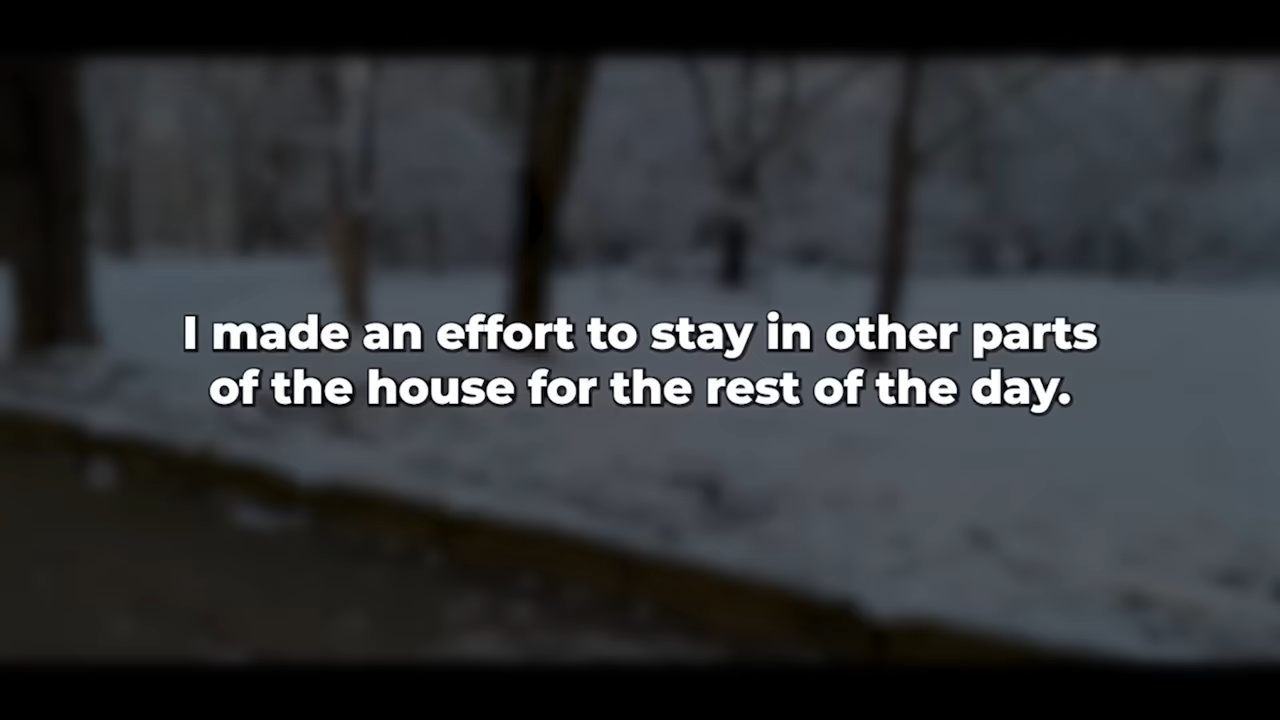 I made an effort to stay in other parts
of the house for the rest of the day.